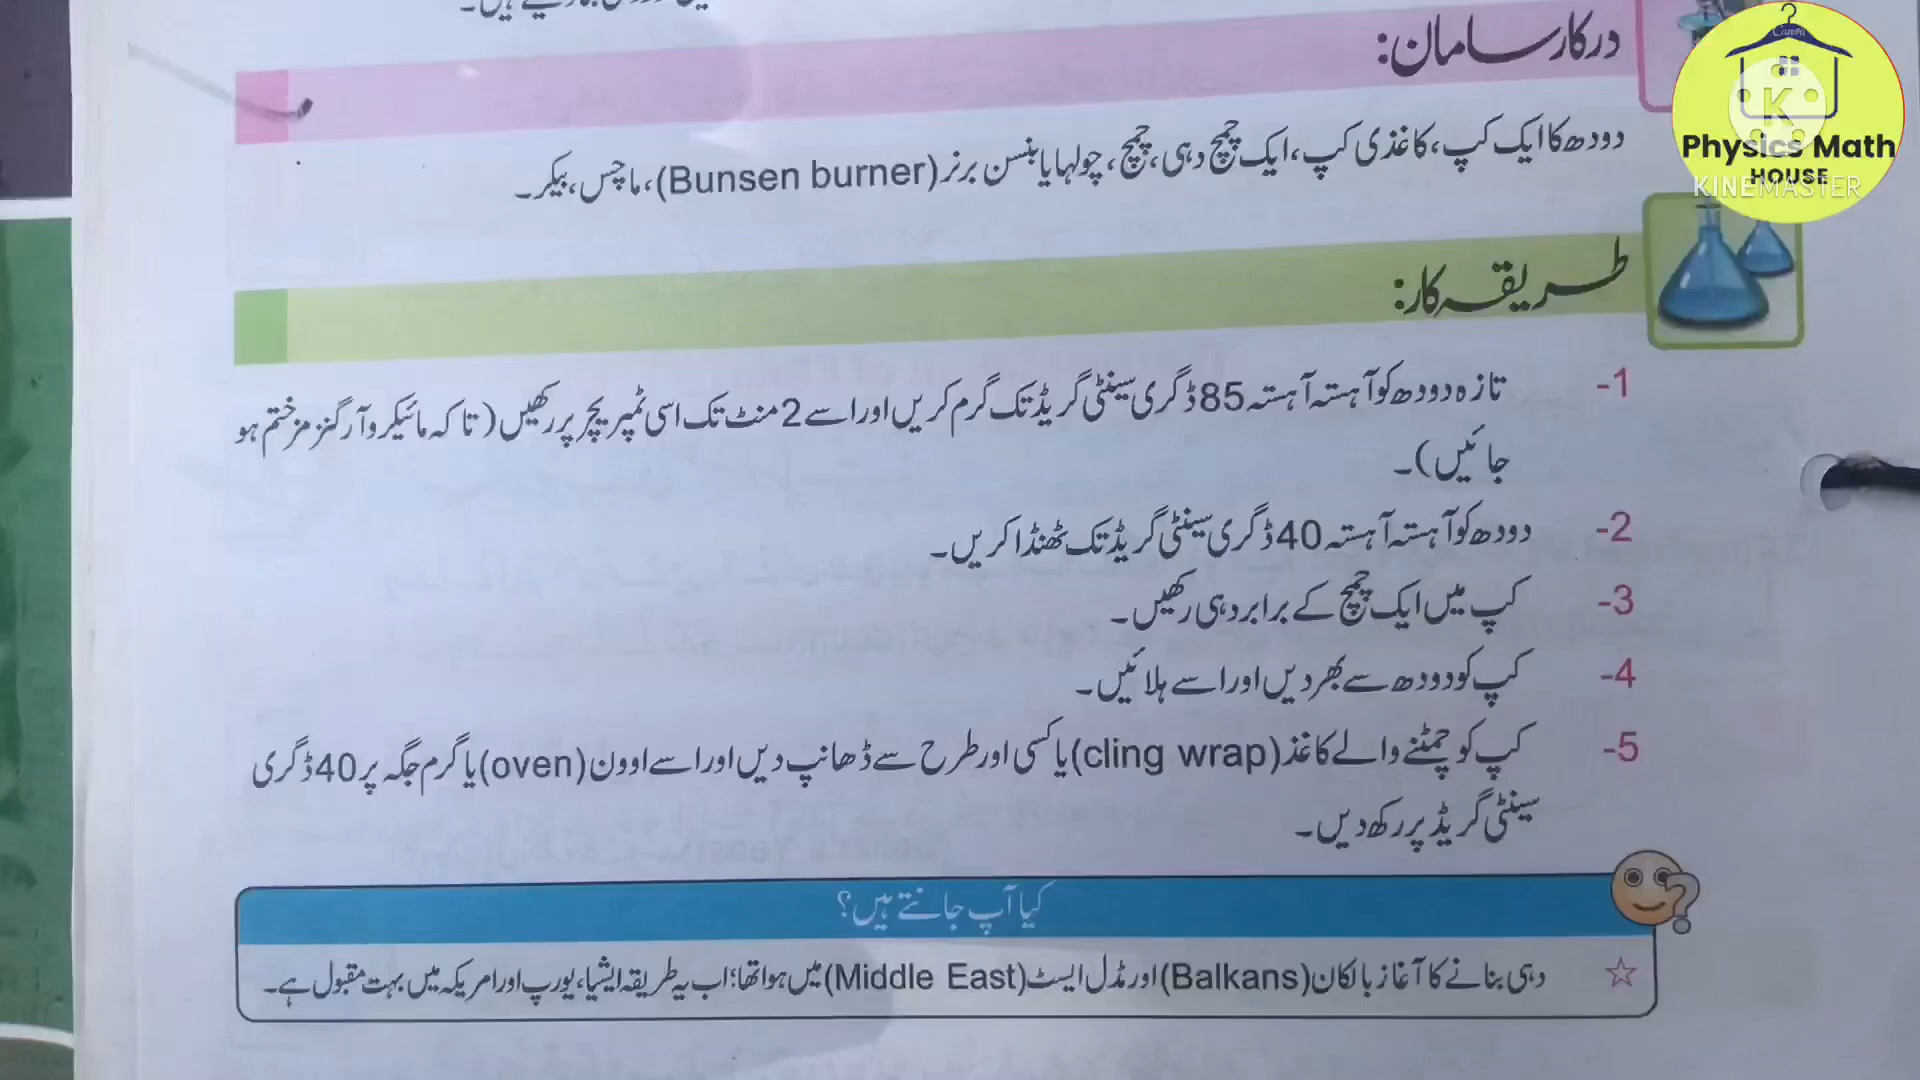 درکار سامان:
دودھ کا ایک کپ، کاغذی کپ، ایک چمچ دہی، چمچ، چولہا یا بنسن برنر (Bunsen burner)، ماچس، بیکر۔
طریقہ کار:
1- تازہ دودھ کو آہستہ آہستہ 85 ڈگری سینٹی گریڈ تک گرم کریں اور اسے 2 منٹ تک اسی ٹمپریچر پر رکھیں (تاکہ مائیکرو آرگنزمز ختم ہو
جائیں)۔
2- دودھ کو آہستہ آہستہ 40 ڈگری سینٹی گریڈ تک ٹھنڈا کریں۔
3- کپ میں ایک چمچ کے برابر دہی رکھیں۔
4- کپ کو دودھ سے بھر دیں اور اسے ہلائیں۔
5- کپ کو چمٹنے والے کاغذ (cling wrap) یا کسی اور طرح سے ڈھانپ دیں اور اسے اوون (oven) یا گرم جگہ پر 40 ڈگری
سینٹی گریڈ پر رکھ دیں۔
کیا آپ جانتے ہیں؟
☆ دہی بنانے کا آغاز بالکان (Balkans) اور مڈل ایسٹ (Middle East) میں ہوا تھا؛ اب یہ طریقہ ایشیا، یورپ اور امریکہ میں بہت مقبول ہے۔
Canva
K
Physics Math
HOUSE
KINEMASTER